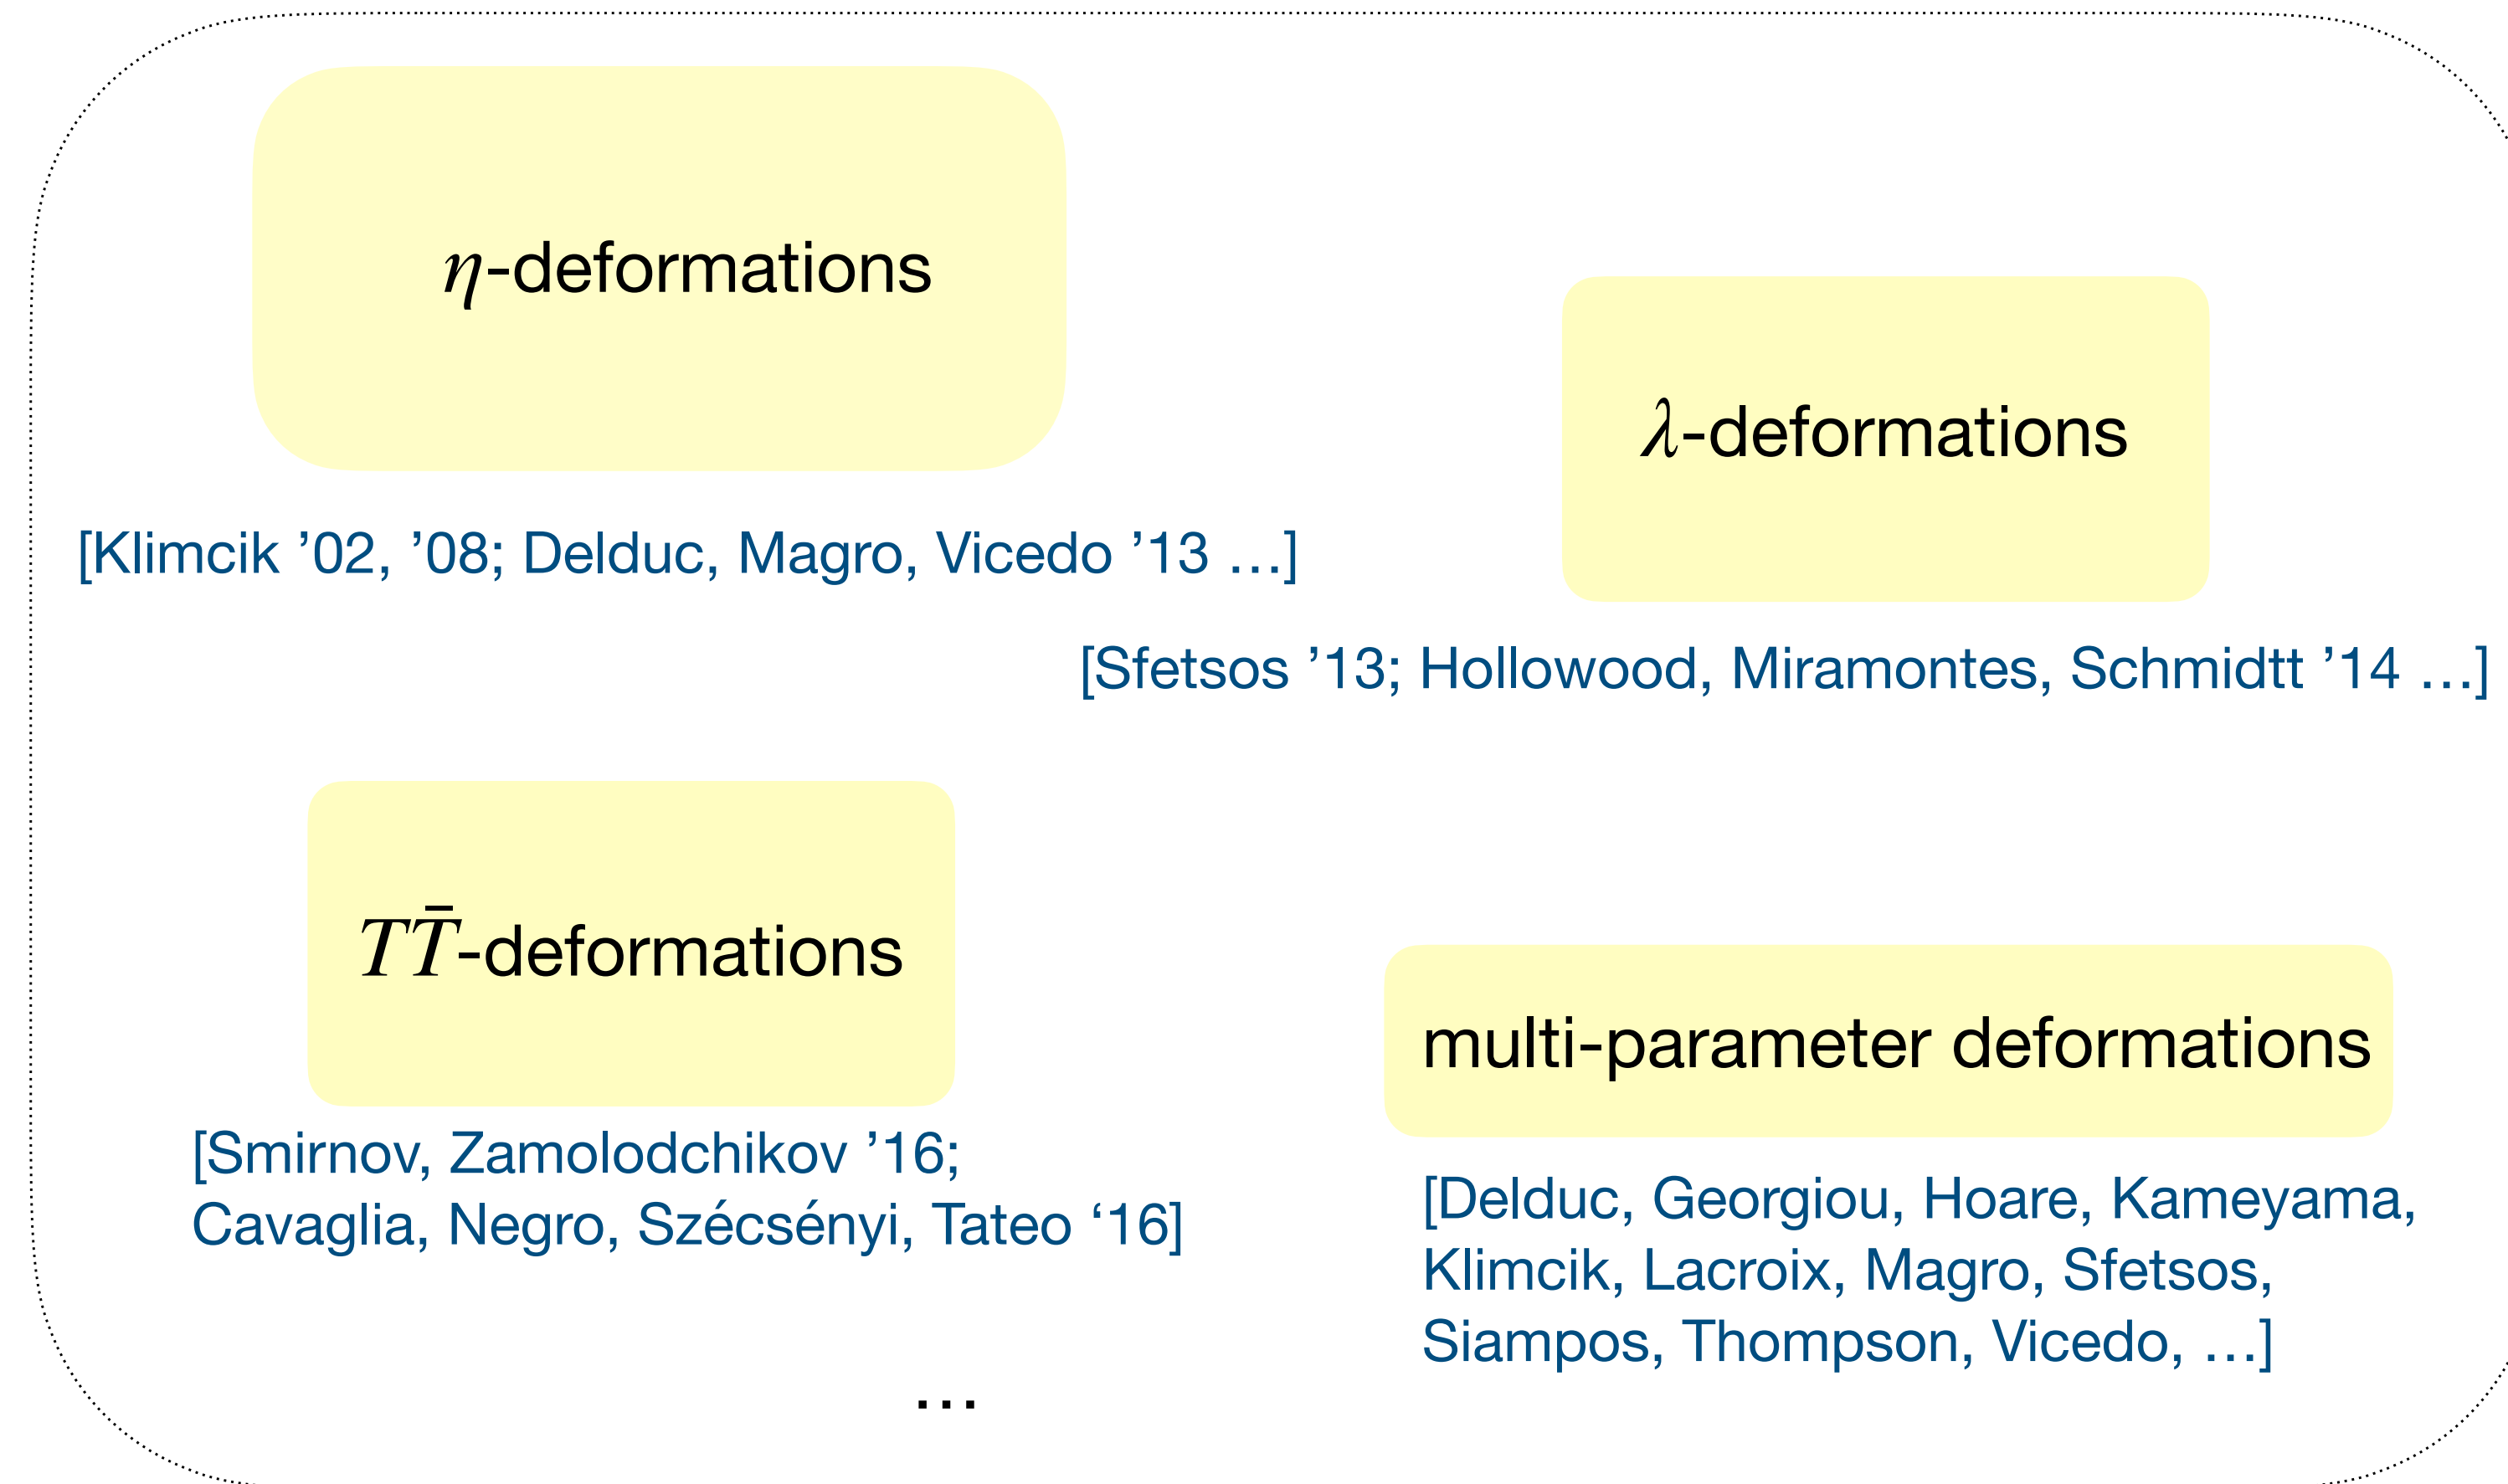 η-deformations
[Klimcik ’02, ’08; Delduc, Magro, Vicedo ’13 …]
λ-deformations
[Sfetsos ’13; Hollowood, Miramontes, Schmidtt ’14 …]
TT̄-deformations
[Smirnov, Zamolodchikov ’16;
Cavaglia, Negro, Szécsényi, Tateo ‘16]
multi-parameter deformations
[Delduc, Georgiou, Hoare, Kameyama,
Klimcik, Lacroix, Magro, Sfetsos,
Siampos, Thompson, Vicedo, …]
…